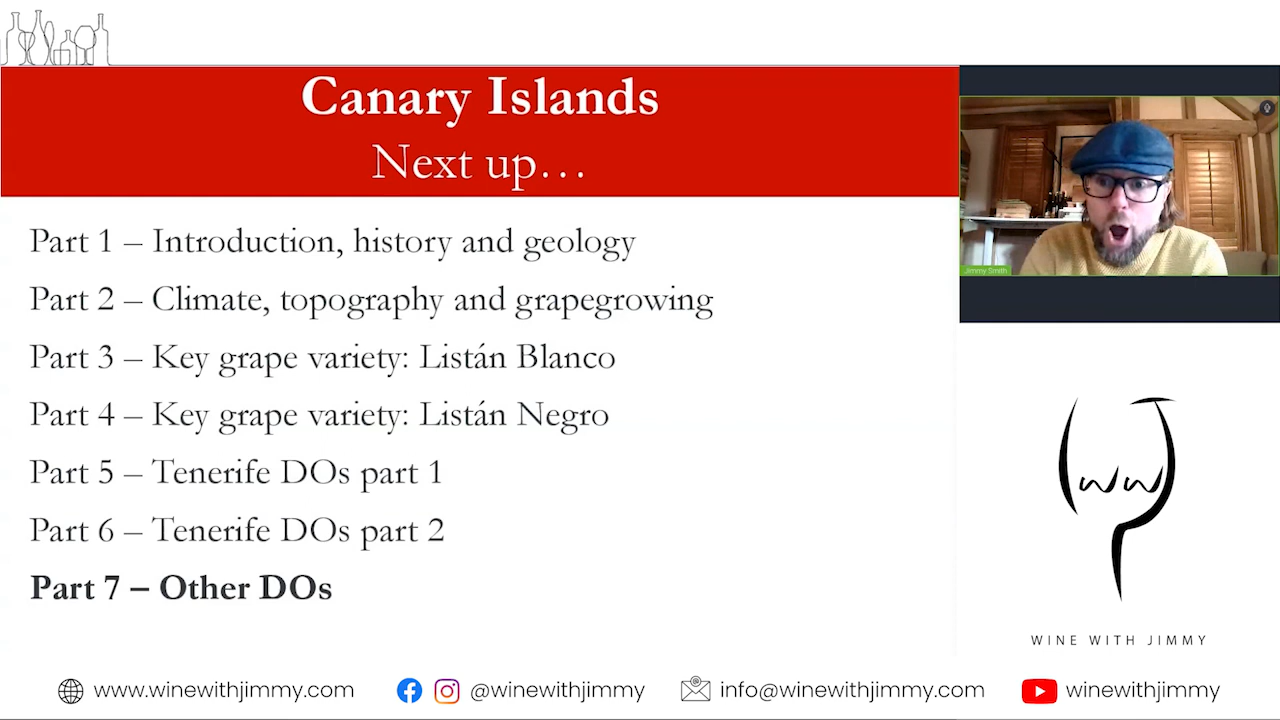 Canary Islands
Next up…
Part 1 – Introduction, history and geology
Part 2 – Climate, topography and grapegrowing
Part 3 – Key grape variety: Listán Blanco
Part 4 – Key grape variety: Listán Negro
Part 5 – Tenerife DOs part 1
Part 6 – Tenerife DOs part 2
Part 7 – Other DOs
Jimmy Smith
WWJ
WINE WITH JIMMY
www.winewithjimmy.com
@winewithjimmy
info@winewithjimmy.com
winewithjimmy